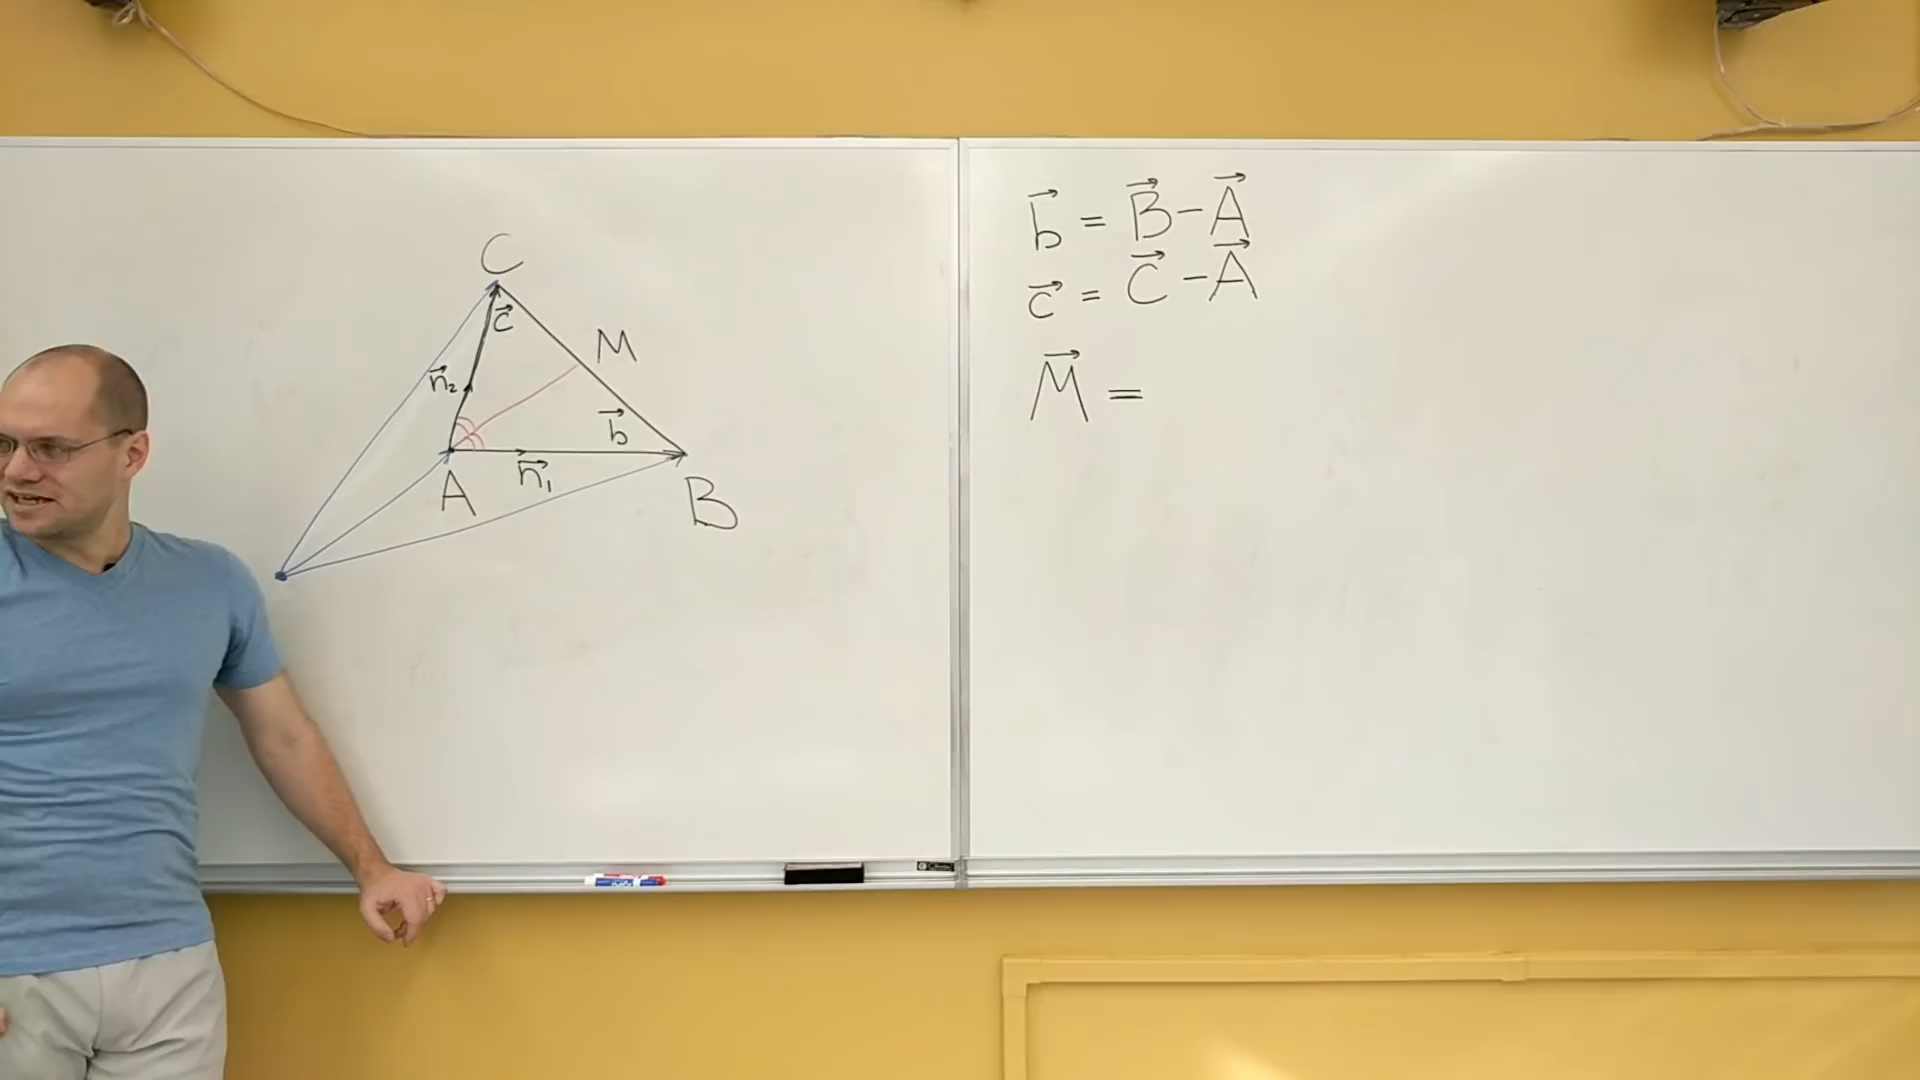 C
c⃗
M
n⃗₂
b⃗
A
n⃗₁
B
b⃗ = B⃗ − A⃗
c⃗ = C⃗ − A⃗
M⃗ =